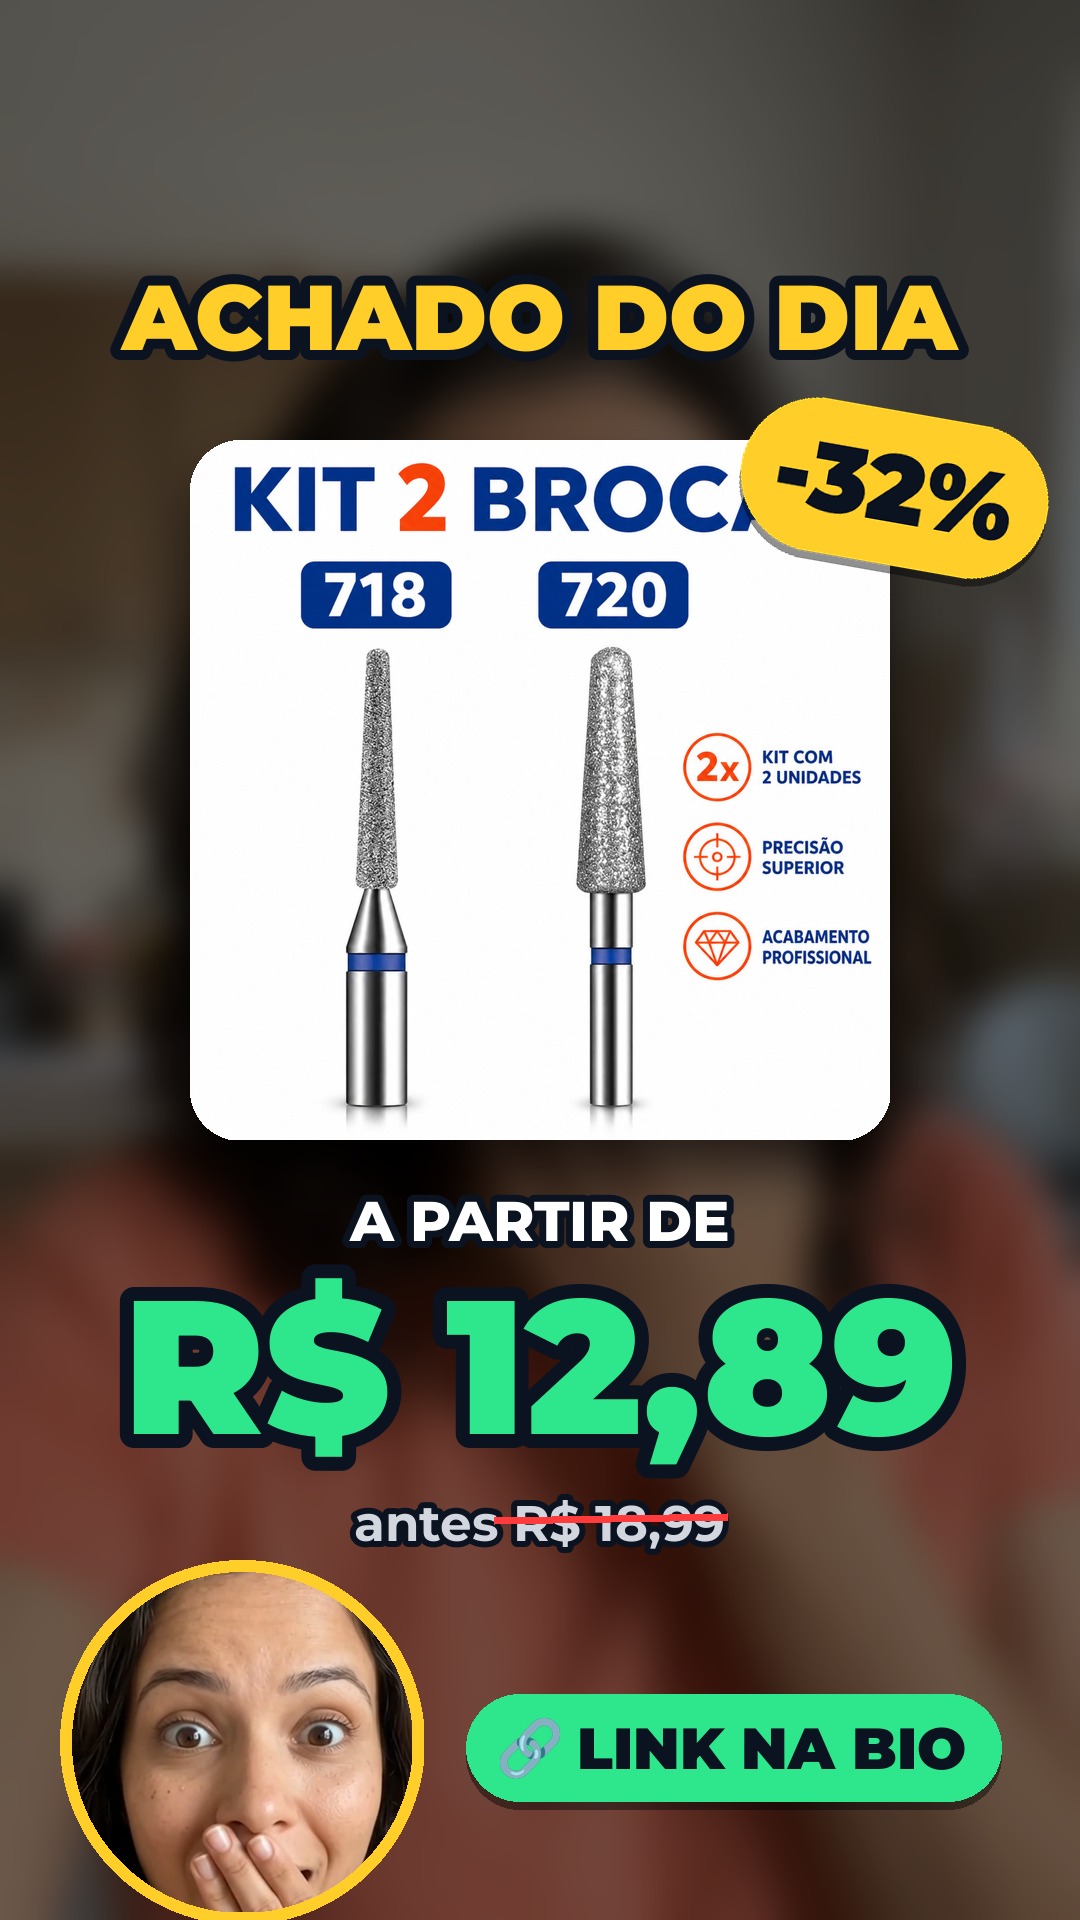 ACHADO DO DIA
-32%
KIT 2 BROCA
718
720
2x
KIT COM
2 UNIDADES
PRECISÃO
SUPERIOR
ACABAMENTO
PROFISSIONAL
A PARTIR DE
R$ 12,89
antes R$ 18,99
LINK NA BIO